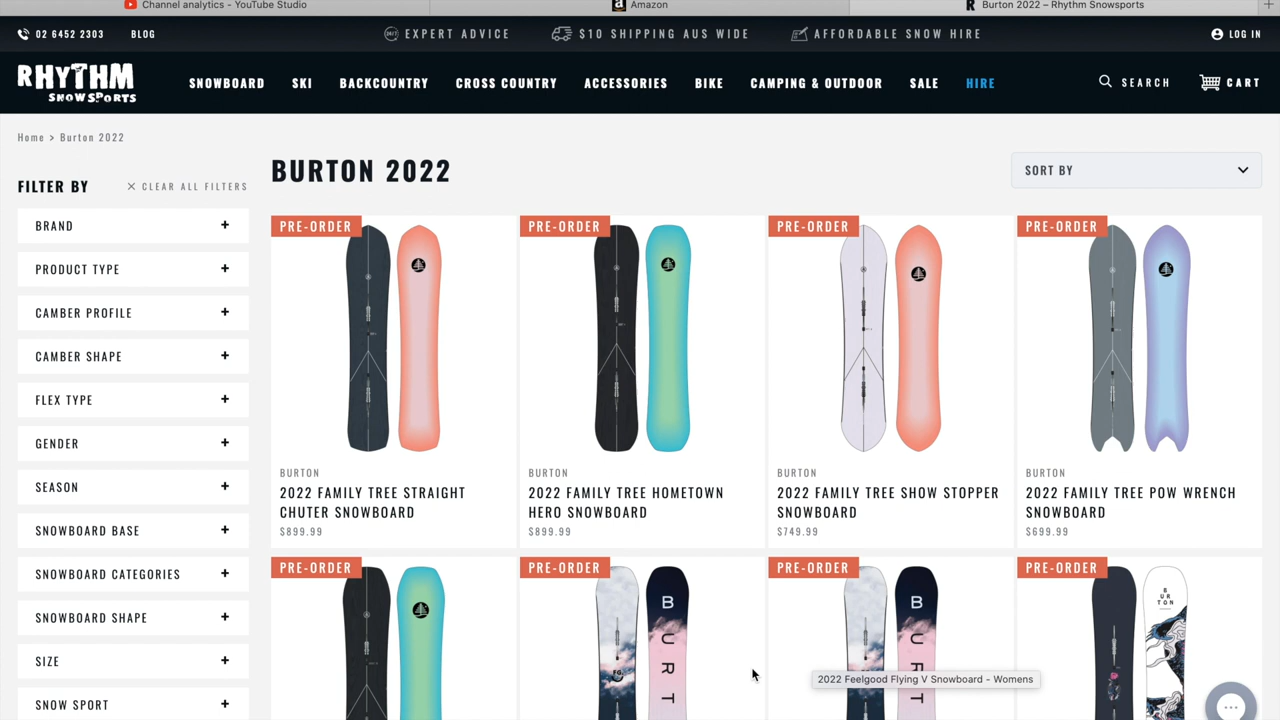 Channel analytics - YouTube Studio
Amazon
Burton 2022 – Rhythm Snowsports
02 6452 2303
BLOG
EXPERT ADVICE
$10 SHIPPING AUS WIDE
AFFORDABLE SNOW HIRE
LOG IN
RHYTHM
SNOWSPORTS
SNOWBOARD
SKI
BACKCOUNTRY
CROSS COUNTRY
ACCESSORIES
BIKE
CAMPING & OUTDOOR
SALE
HIRE
SEARCH
CART
Home > Burton 2022
BURTON 2022
SORT BY
FILTER BY
CLEAR ALL FILTERS
BRAND
PRODUCT TYPE
CAMBER PROFILE
CAMBER SHAPE
FLEX TYPE
GENDER
SEASON
SNOWBOARD BASE
SNOWBOARD CATEGORIES
SNOWBOARD SHAPE
SIZE
SNOW SPORT
PRE-ORDER
BURTON
2022 FAMILY TREE STRAIGHT
CHUTER SNOWBOARD
$899.99
PRE-ORDER
BURTON
2022 FAMILY TREE HOMETOWN
HERO SNOWBOARD
$899.99
PRE-ORDER
BURTON
2022 FAMILY TREE SHOW STOPPER
SNOWBOARD
$749.99
PRE-ORDER
BURTON
2022 FAMILY TREE POW WRENCH
SNOWBOARD
$699.99
PRE-ORDER
PRE-ORDER
B
U
R
T
PRE-ORDER
B
U
R
T
2022 Feelgood Flying V Snowboard - Womens
PRE-ORDER
B
UR
TON